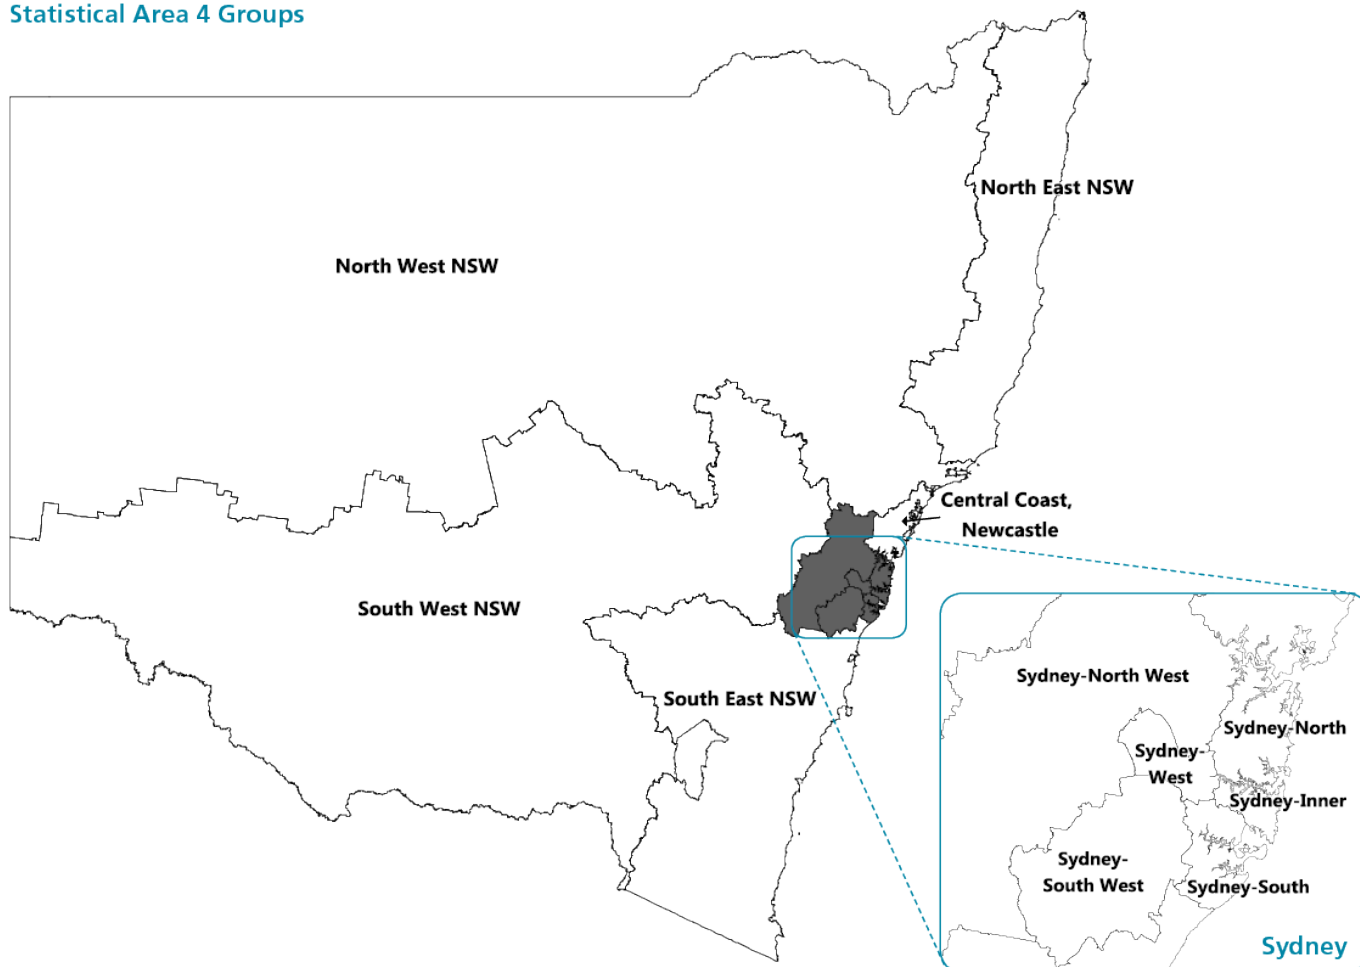 Statistical Area 4 Groups
North East NSW
North West NSW
Central Coast,
Newcastle
South West NSW
South East NSW
Sydney-North West
Sydney-North
Sydney-
West
Sydney-Inner
Sydney-
South West
Sydney-South
Sydney